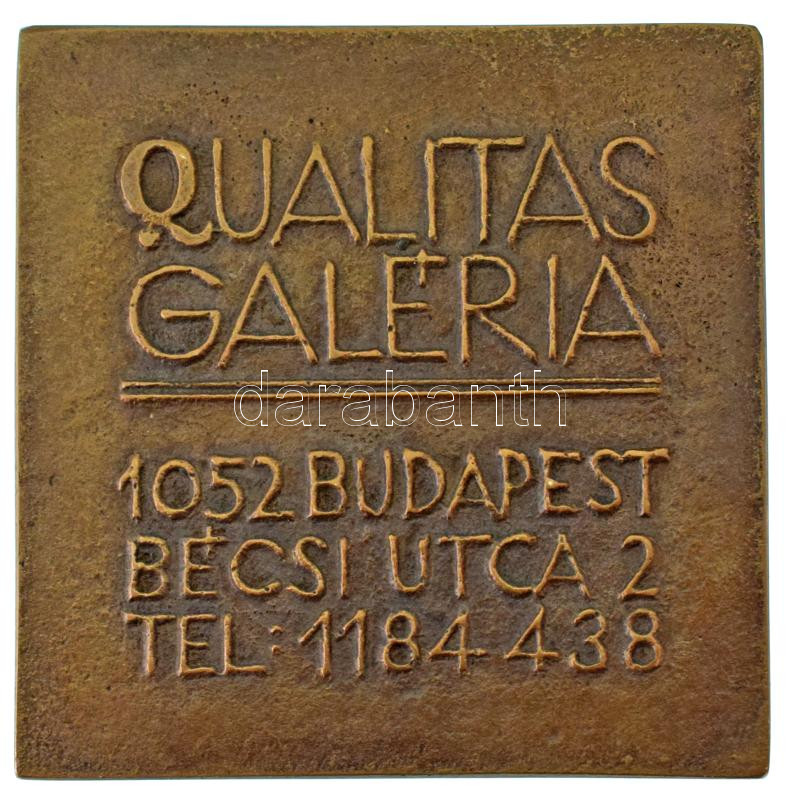 QUALITAS
GALÉRIA
darabanth
1052 BUDAPEST
BÉCSI UTCA 2
TEL: 1184-438